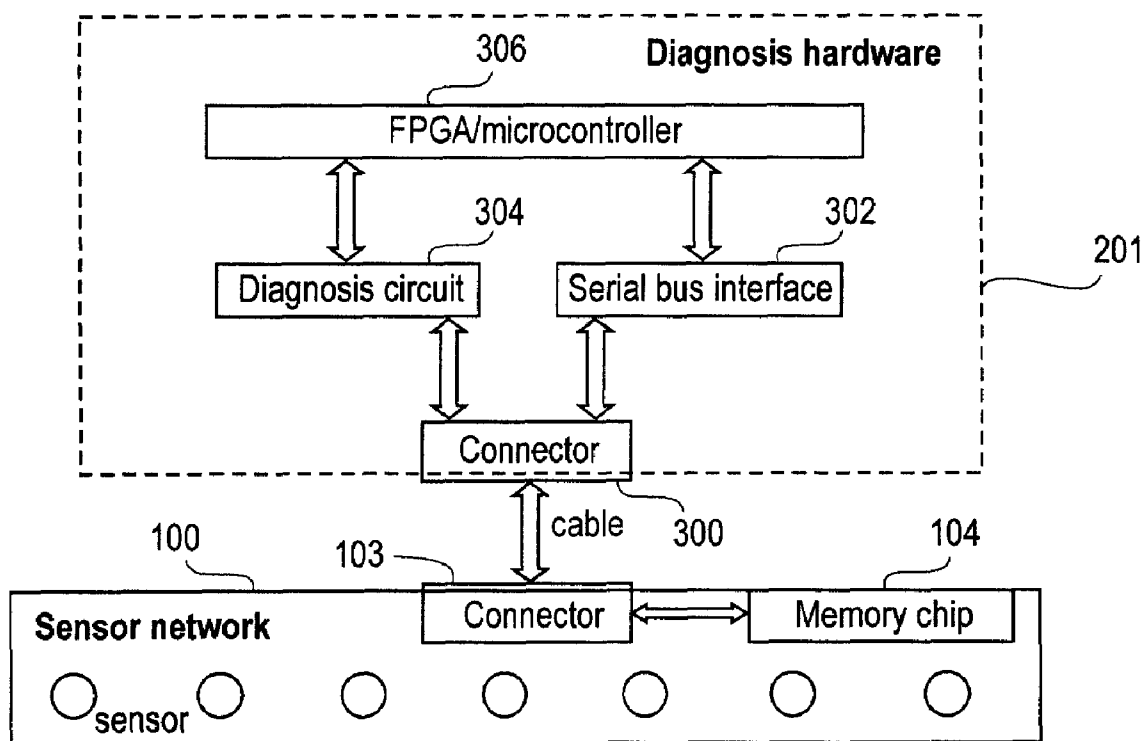 306
Diagnosis hardware
FPGA/microcontroller
304
302
201
Diagnosis circuit
Serial bus interface
Connector
cable
300
100
103
104
Sensor network
Connector
Memory chip
sensor